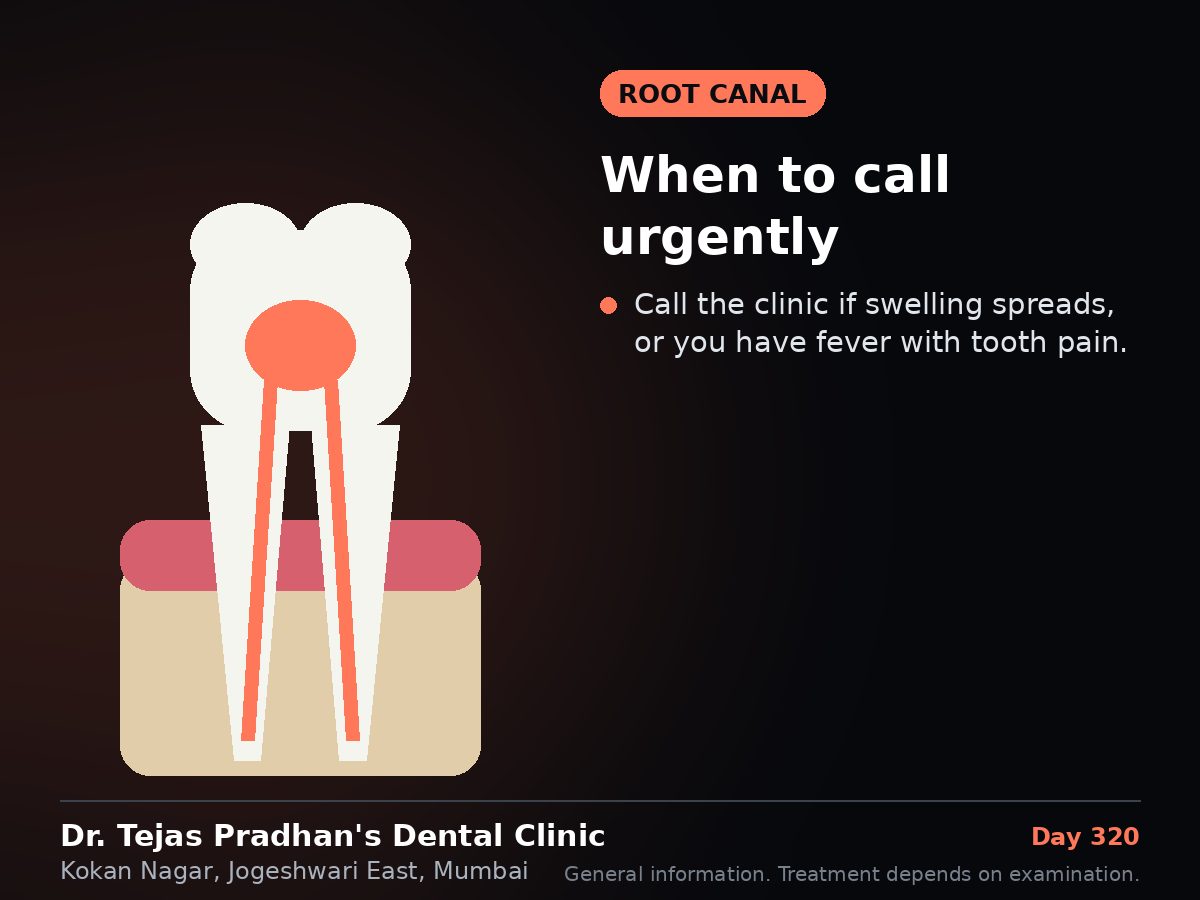 ROOT CANAL
When to call
urgently
Call the clinic if swelling spreads,
or you have fever with tooth pain.
Dr. Tejas Pradhan's Dental Clinic
Day 320
Kokan Nagar, Jogeshwari East, Mumbai
General information. Treatment depends on examination.